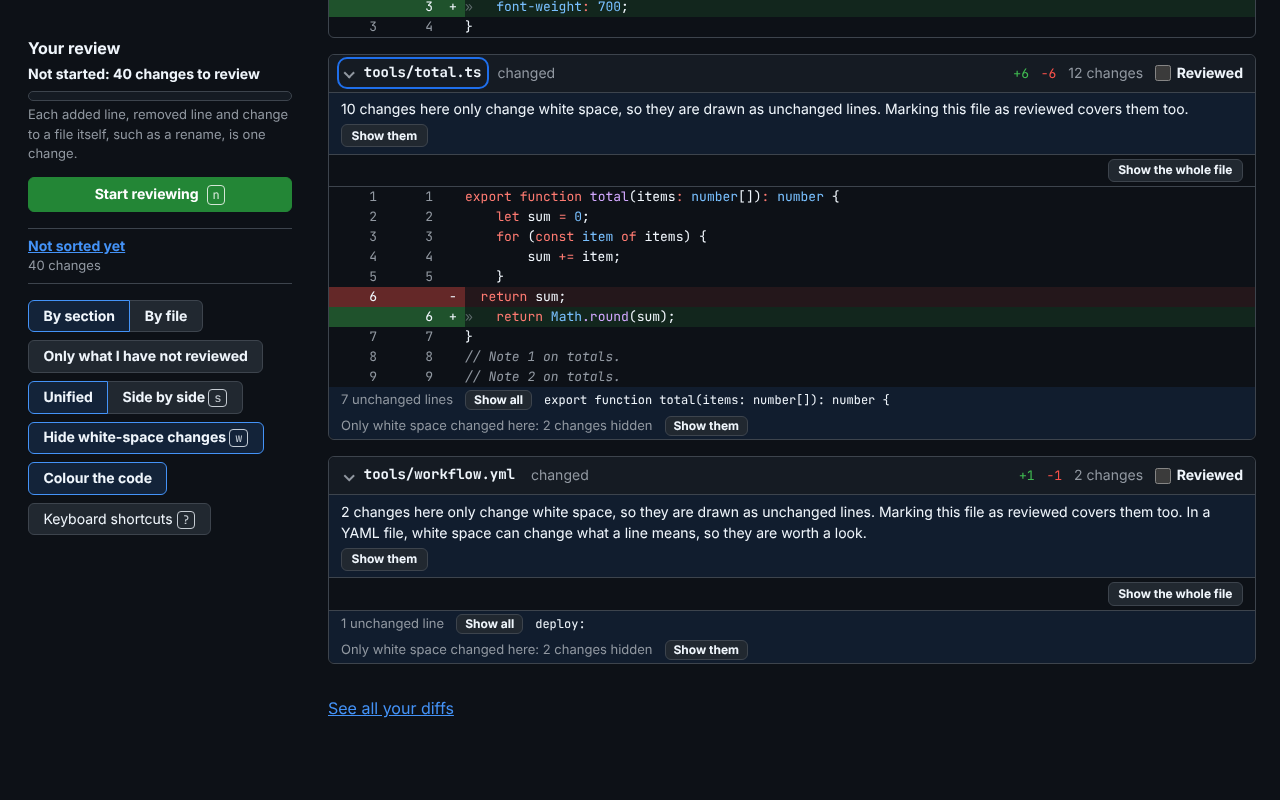 Your review
Not started: 40 changes to review
Each added line, removed line and change
to a file itself, such as a rename, is one
change.
Start reviewing n
Not sorted yet
40 changes
By section By file
Only what I have not reviewed
Unified Side by side s
Hide white-space changes w
Colour the code
Keyboard shortcuts ?
3 + » font-weight: 700;
3 4 }
tools/total.ts changed +6 -6 12 changes Reviewed
10 changes here only change white space, so they are drawn as unchanged lines. Marking this file as reviewed covers them too.
Show them
Show the whole file
1 1 export function total(items: number[]): number {
2 2 let sum = 0;
3 3 for (const item of items) {
4 4 sum += item;
5 5 }
6 - return sum;
6 + » return Math.round(sum);
7 7 }
8 8 // Note 1 on totals.
9 9 // Note 2 on totals.
7 unchanged lines Show all export function total(items: number[]): number {
Only white space changed here: 2 changes hidden Show them
tools/workflow.yml changed +1 -1 2 changes Reviewed
2 changes here only change white space, so they are drawn as unchanged lines. Marking this file as reviewed covers them too. In a
YAML file, white space can change what a line means, so they are worth a look.
Show them
Show the whole file
1 unchanged line Show all deploy:
Only white space changed here: 2 changes hidden Show them
See all your diffs